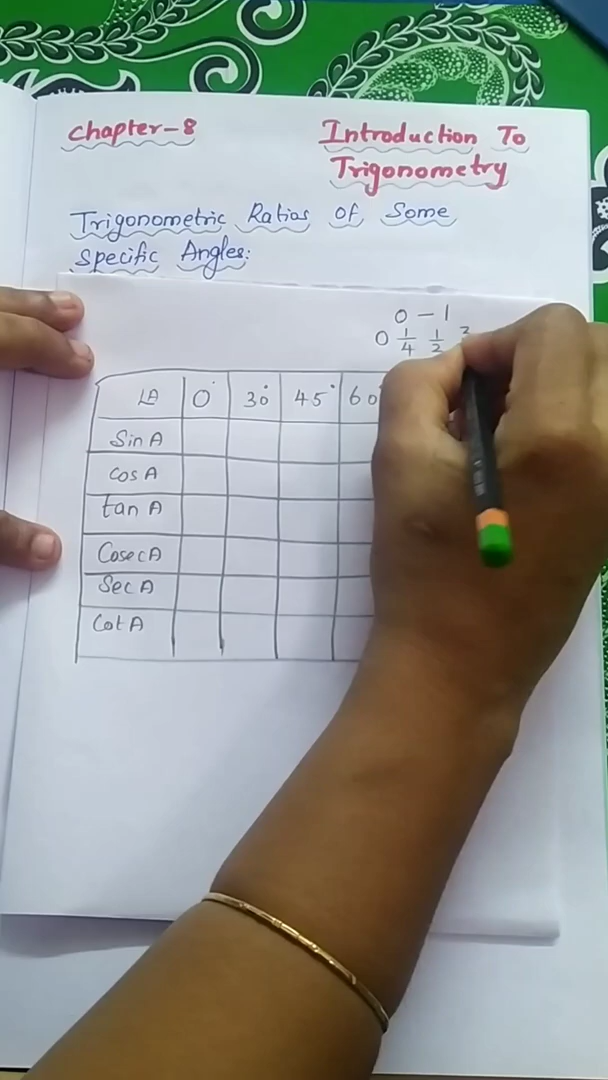 Chapter-8
Introduction To
Trigonometry
Trigonometric Ratios Of Some
Specific Angles:
0 - 1
0 1/4 1/2
∠A 0° 30° 45° 60
Sin A
Cos A
tan A
Cosec A
Sec A
Cot A